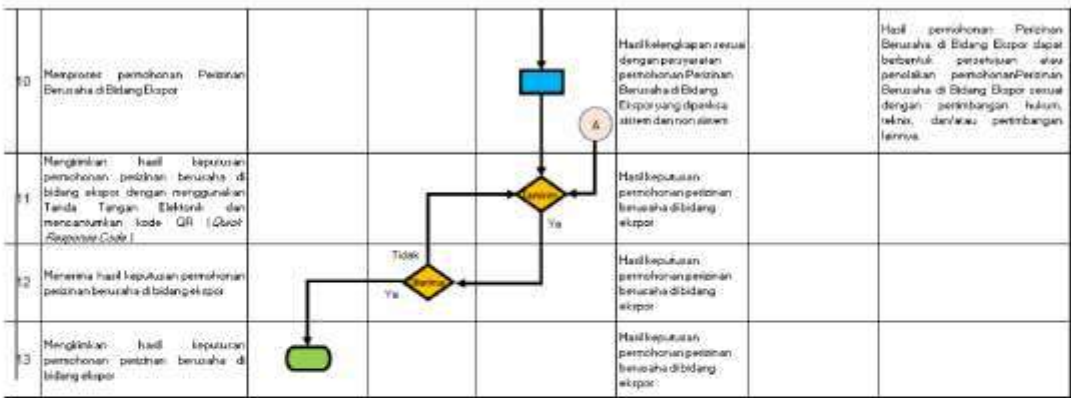 10
Memproses permohonan Perizinan
Berusaha di Bidang Ekspor
Hasil kelengkapan sesuai
dengan persyaratan
permohonan Perizinan
Berusaha di Bidang
Ekspor yang diperiksa
sistem dan non sistem
Hasil permohonan Perizinan
Berusaha di Bidang Ekspor dapat
berbentuk persetujuan atau
penolakan permohonanPerizinan
Berusaha di Bidang Ekspor sesuai
dengan pertimbangan hukum,
teknis, dan/atau pertimbangan
lainnya.
A
11
Mengirimkan hasil keputusan
permohonan perizinan berusaha di
bidang ekspor dengan menggunakan
Tanda Tangan Elektonik dan
mencantumkan kode QR (Quick
Response Code)
Ya
Hasil keputusan
permohonan perizinan
berusaha di bidang
ekspor
12
Menerima hasil keputusan permohonan
perizinan berusaha di bidang ekspor
Tidak
Ya
Hasil keputusan
permohonan perizinan
berusaha di bidang
ekspor
13
Mengirimkan hasil keputusan
permohonan perizinan berusaha di
bidang ekspor
Hasil keputusan
permohonan perizinan
berusaha di bidang
ekspor